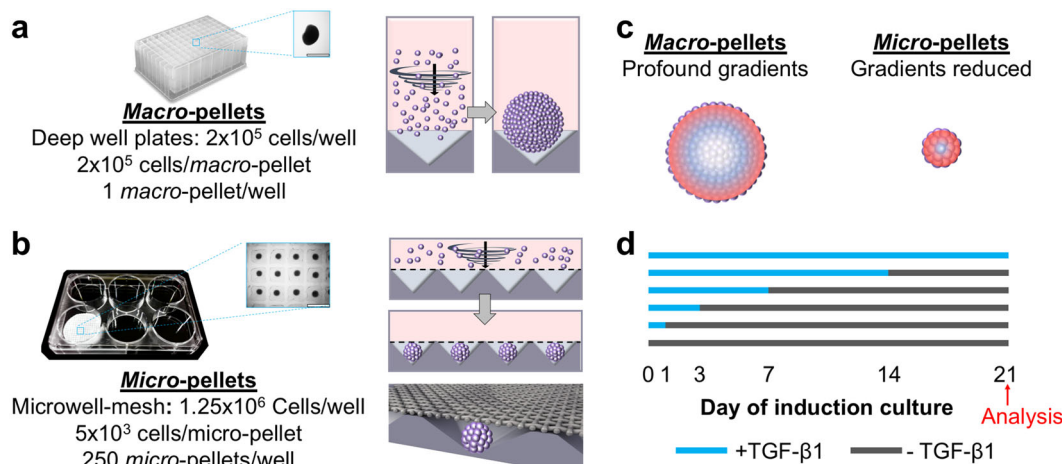 a
Macro-pellets
Deep well plates: 2x10⁵ cells/well
2x10⁵ cells/macro-pellet
1 macro-pellet/well
b
Micro-pellets
Microwell-mesh: 1.25x10⁶ Cells/well
5x10³ cells/micro-pellet
250 micro-pellets/well
c
Macro-pellets
Profound gradients
Micro-pellets
Gradients reduced
d
0 1 3 7 14 21
Day of induction culture
Analysis
+TGF-β1 - TGF-β1